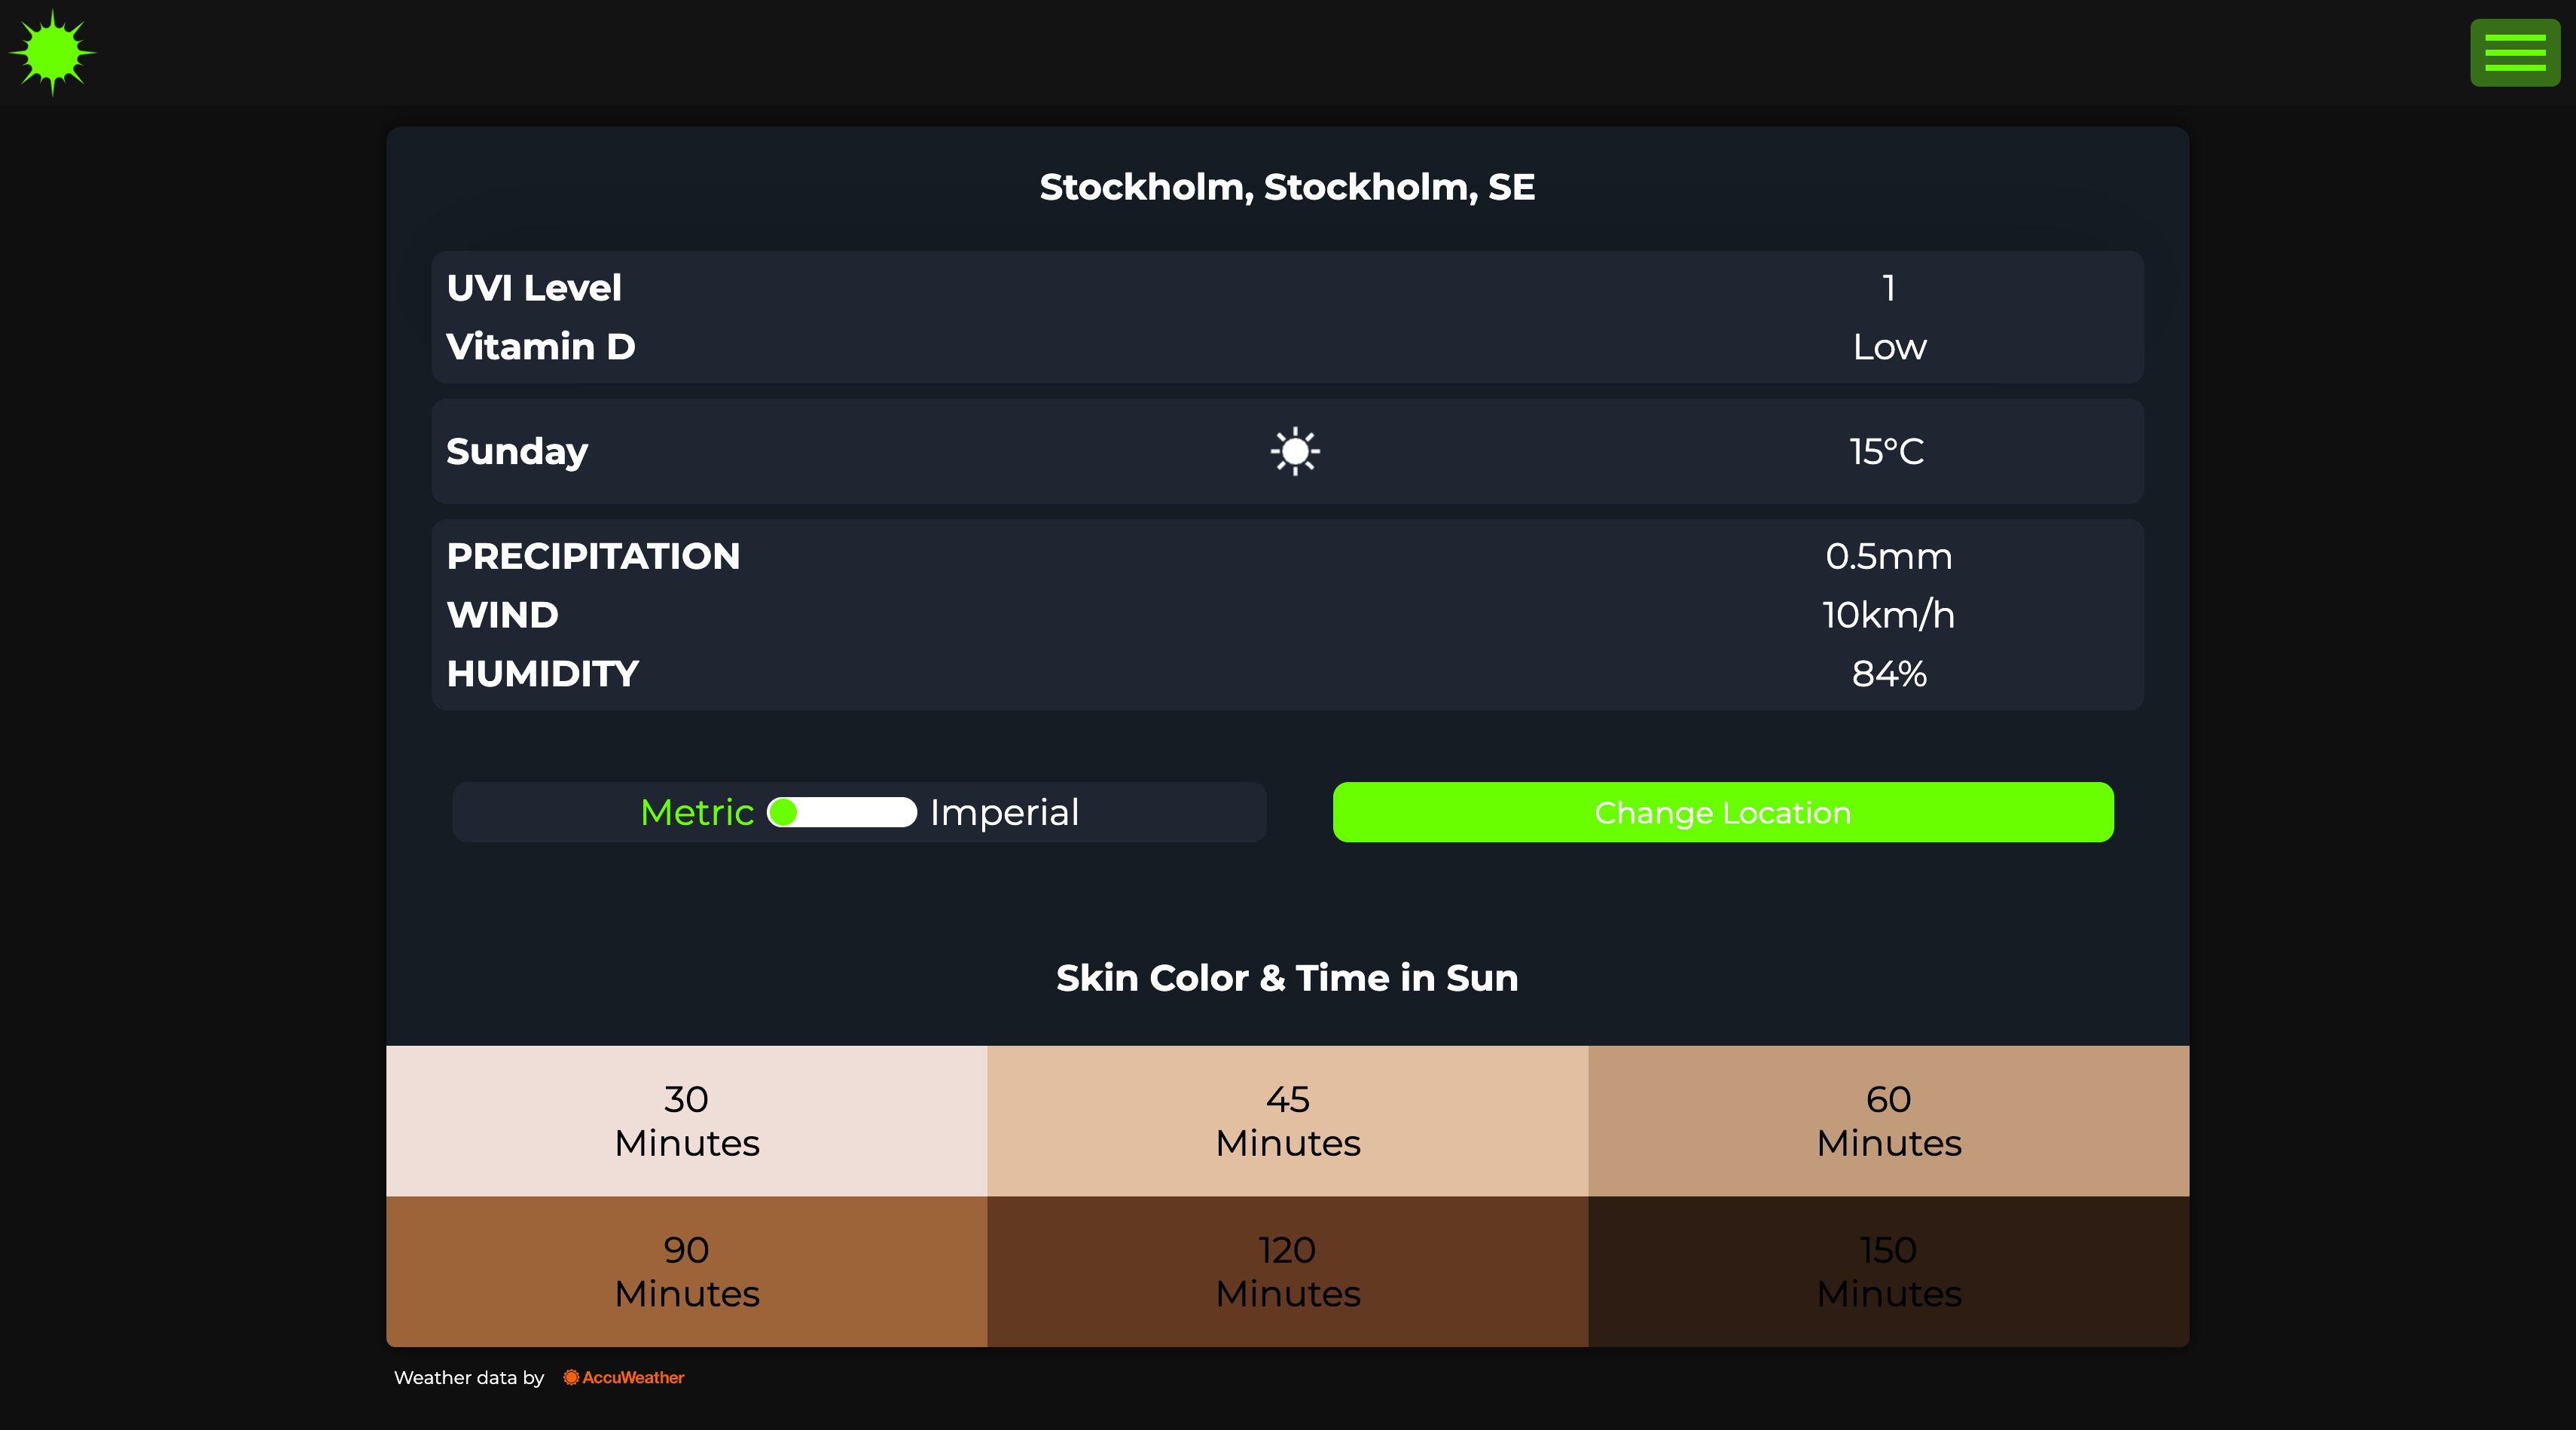 Stockholm, Stockholm, SE
UVI Level 1
Vitamin D Low
Sunday 15°C
PRECIPITATION 0.5mm
WIND 10km/h
HUMIDITY 84%
Metric Imperial Change Location
Skin Color & Time in Sun
30 45 60
Minutes Minutes Minutes
90 120 150
Minutes Minutes Minutes
Weather data by AccuWeather